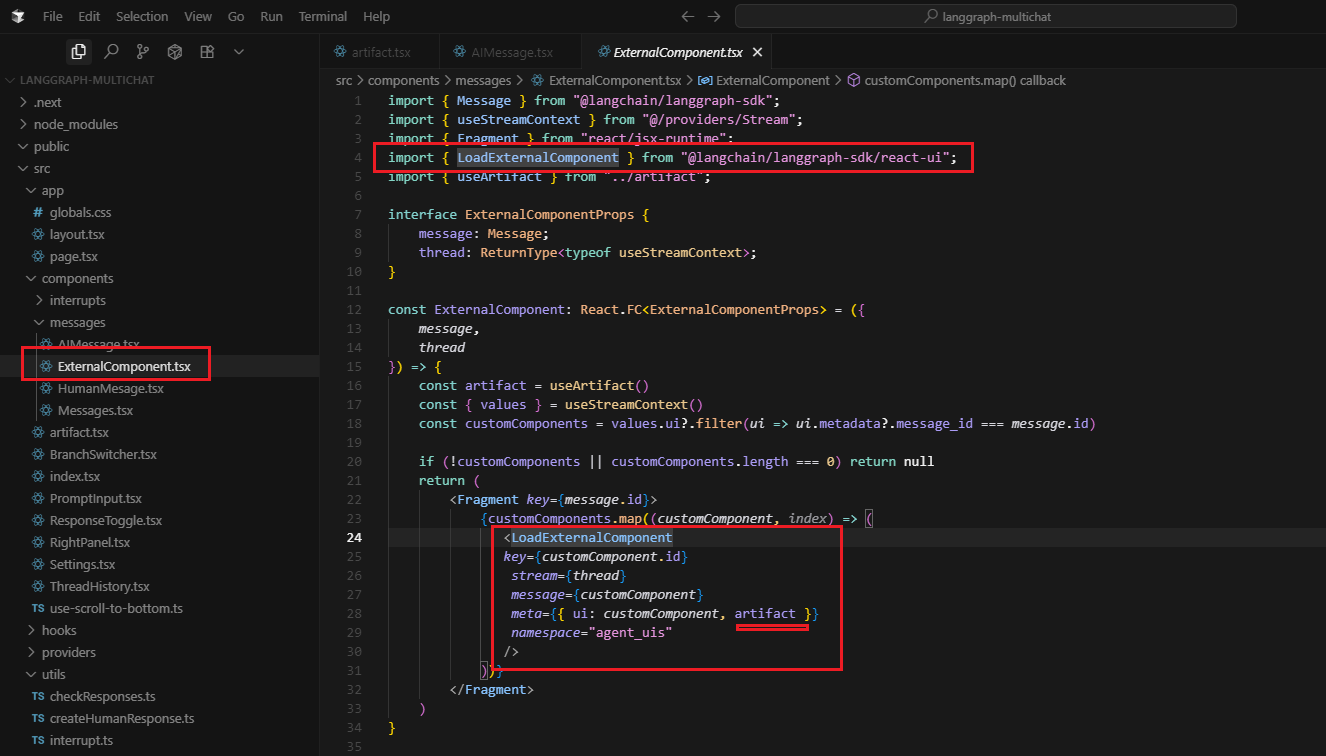 File Edit Selection View Go Run Terminal Help
langgraph-multichat
LANGGRAPH-MULTICHAT
.next
node_modules
public
src
app
# globals.css
layout.tsx
page.tsx
components
interrupts
messages
AIMessage.tsx
ExternalComponent.tsx
HumanMesage.tsx
Messages.tsx
artifact.tsx
BranchSwitcher.tsx
index.tsx
PromptInput.tsx
ResponseToggle.tsx
RightPanel.tsx
Settings.tsx
ThreadHistory.tsx
TS use-scroll-to-bottom.ts
hooks
providers
utils
TS checkResponses.ts
TS createHumanResponse.ts
TS interrupt.ts
artifact.tsx AIMessage.tsx ExternalComponent.tsx
src > components > messages > ExternalComponent.tsx > ExternalComponent > customComponents.map() callback
1 import { Message } from "@langchain/langgraph-sdk";
2 import { useStreamContext } from "@/providers/Stream";
3 import { Fragment } from "react/jsx-runtime";
4 import { LoadExternalComponent } from "@langchain/langgraph-sdk/react-ui";
5 import { useArtifact } from "../artifact";
6
7 interface ExternalComponentProps {
8 message: Message;
9 thread: ReturnType<typeof useStreamContext>;
10 }
11
12 const ExternalComponent: React.FC<ExternalComponentProps> = ({
13 message,
14 thread
15 }) => {
16 const artifact = useArtifact()
17 const { values } = useStreamContext()
18 const customComponents = values.ui?.filter(ui => ui.metadata?.message_id === message.id)
19
20 if (!customComponents || customComponents.length === 0) return null
21 return (
22 <Fragment key={message.id}>
23 {customComponents.map((customComponent, index) => (
24 <LoadExternalComponent
25 key={customComponent.id}
26 stream={thread}
27 message={customComponent}
28 meta={{ ui: customComponent, artifact }}
29 namespace="agent_uis"
30 />
31 ))}
32 </Fragment>
33 )
34 }
35